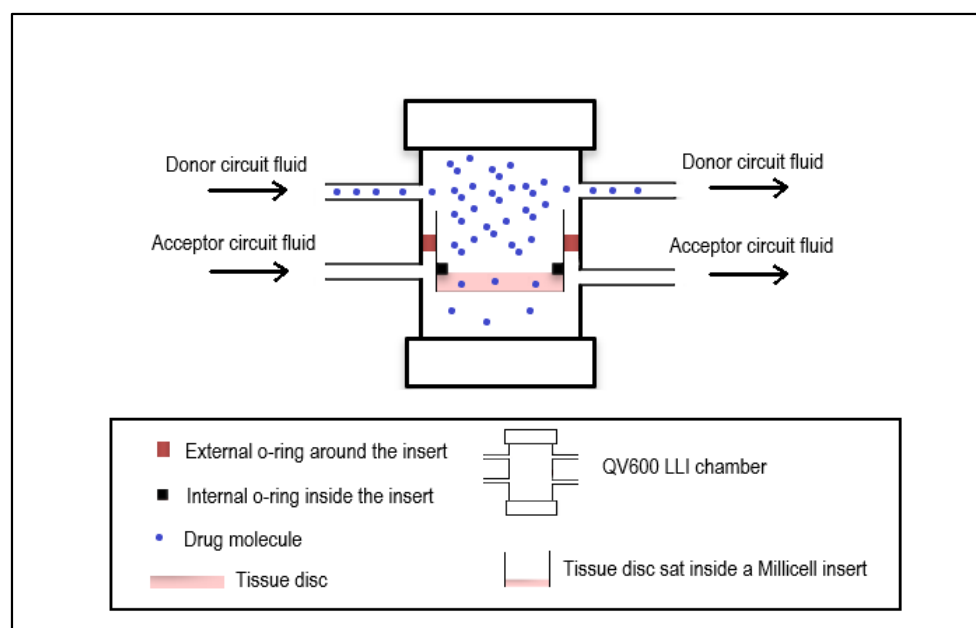 Donor circuit fluid
Donor circuit fluid
Acceptor circuit fluid
Acceptor circuit fluid
External o-ring around the insert
QV600 LLI chamber
Internal o-ring inside the insert
Drug molecule
Tissue disc sat inside a Millicell insert
Tissue disc